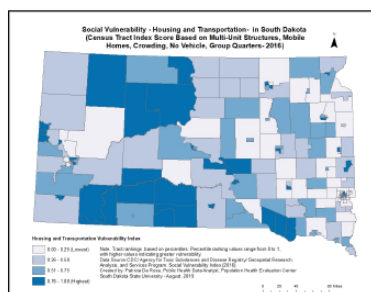 Social Vulnerability - Housing and Transportation- in South Dakota
(Census Tract Index Score Based on Multi-Unit Structures, Mobile
Homes, Crowding, No Vehicle, Group Quarters- 2016)
N
Housing and Transportation Vulnerability Index
0.00 - 0.25 (Lowest)
0.26 - 0.50
0.51 - 0.75
0.76 - 1.00 (Highest)
Note: Tract rankings based on percentiles. Percentile ranking values range from 0 to 1,
with higher values indicating greater vulnerability.
Data Source: CDC/Agency for Toxic Substances and Disease Registry/ Geospatial Research,
Analysis, and Services Program, Social Vulnerability Index (2016)
Created by: Patricia Da Rosa, Public Health Data Analyst, Population Health Evaluation Center
South Dakota State University - August, 2019